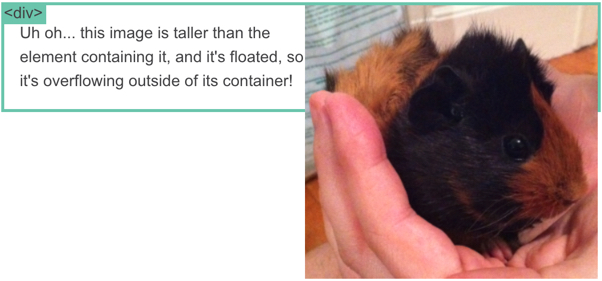 <div>
Uh oh... this image is taller than the
element containing it, and it's floated, so
it's overflowing outside of its container!